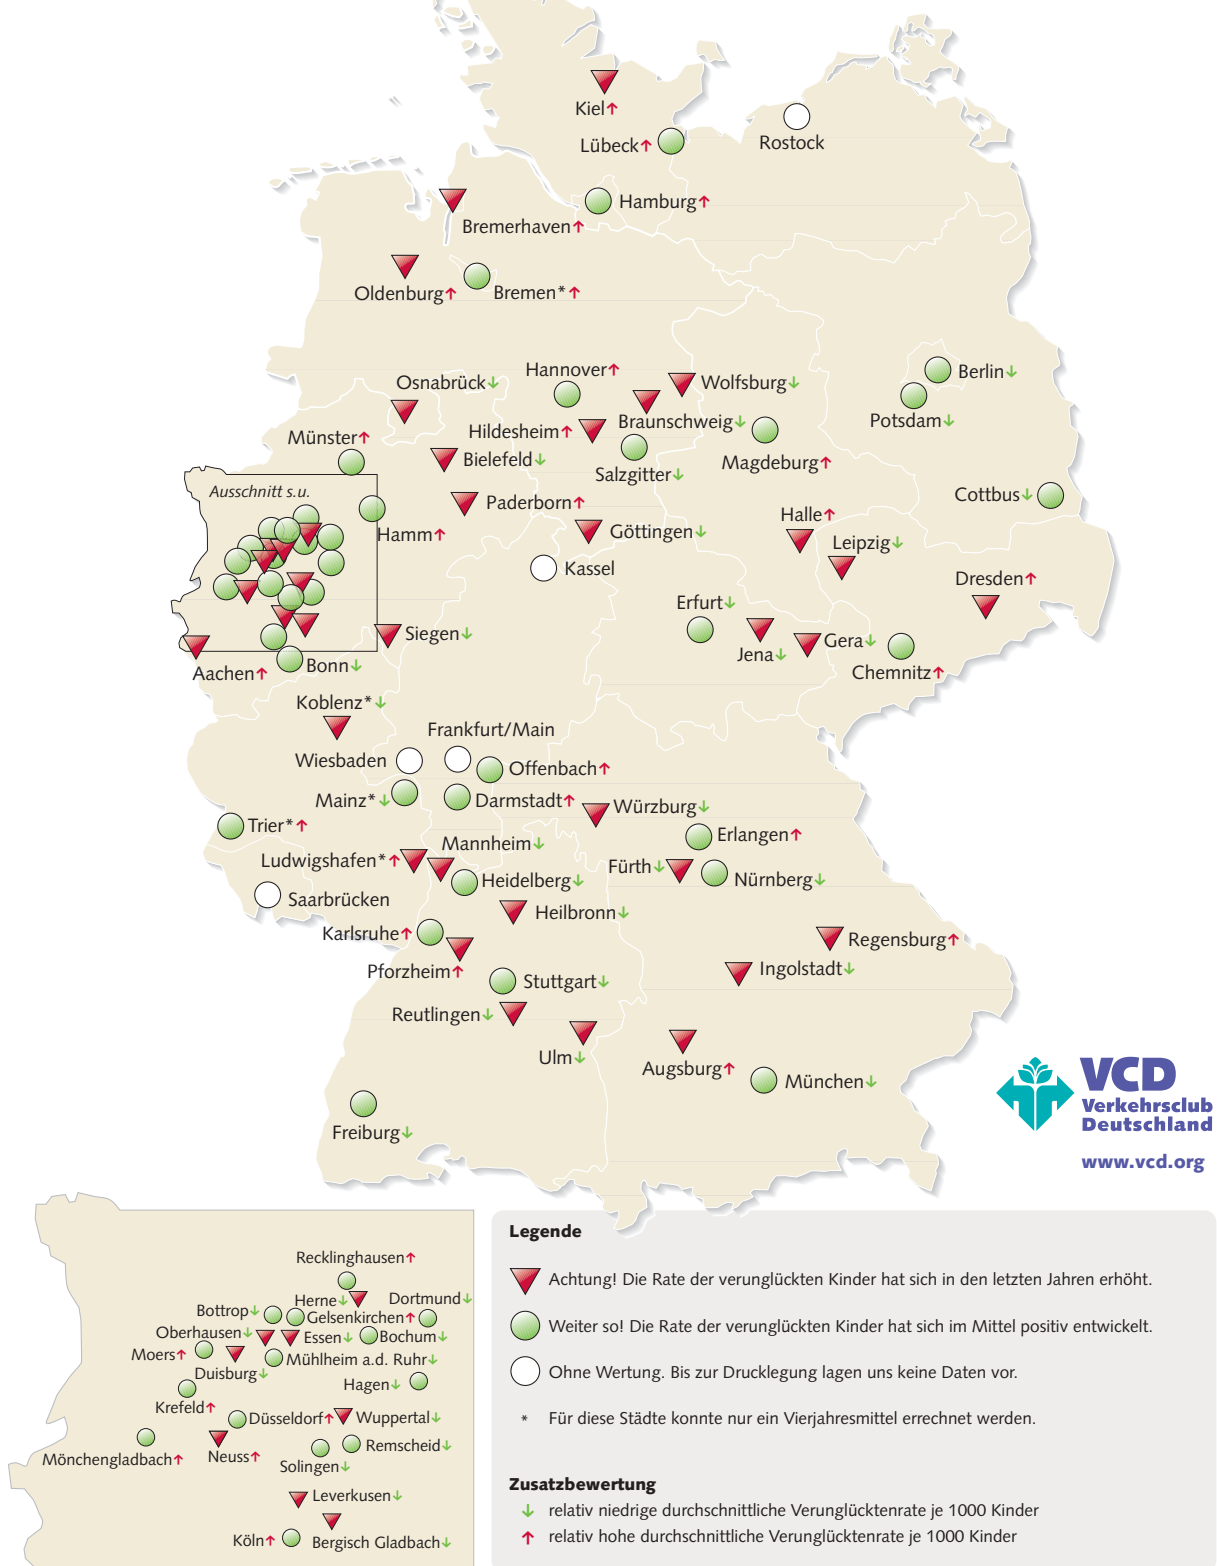 Kiel↑
Lübeck↑
Rostock
Hamburg↑
Bremerhaven↑
Oldenburg↑
Bremen*↑
Hannover↑
Osnabrück↓
Wolfsburg↓
Berlin↓
Braunschweig↓
Potsdam↓
Münster↑
Hildesheim↑
Bielefeld↓
Salzgitter↓
Magdeburg↑
Ausschnitt s.u.
Cottbus↓
Paderborn↑
Halle↑
Hamm↑
Göttingen↓
Leipzig↓
Kassel
Dresden↑
Erfurt↓
Siegen↓
Jena↓
Gera↓
Aachen↑
Bonn↓
Chemnitz↑
Koblenz*↓
Frankfurt/Main
Wiesbaden
Offenbach↑
Mainz*↓
Darmstadt↑
Würzburg↓
Trier*↑
Erlangen↑
Mannheim↓
Ludwigshafen*↑
Fürth↓
Heidelberg↓
Nürnberg↓
Saarbrücken
Heilbronn↓
Karlsruhe↑
Regensburg↑
Pforzheim↑
Ingolstadt↓
Stuttgart↓
Reutlingen↓
Ulm↓
Augsburg↑
München↓
Freiburg↓
VCD
Verkehrsclub
Deutschland
www.vcd.org
Recklinghausen↑
Herne↓
Dortmund↓
Bottrop↓
Gelsenkirchen↑
Oberhausen↓
Essen↓
Bochum↓
Moers↑
Mühlheim a.d. Ruhr↓
Duisburg↓
Hagen↓
Krefeld↑
Düsseldorf↑
Wuppertal↓
Remscheid↓
Mönchengladbach↑
Neuss↑
Solingen↓
Leverkusen↓
Köln↑
Bergisch Gladbach↓
Legende
Achtung! Die Rate der verunglückten Kinder hat sich in den letzten Jahren erhöht.
Weiter so! Die Rate der verunglückten Kinder hat sich im Mittel positiv entwickelt.
Ohne Wertung. Bis zur Drucklegung lagen uns keine Daten vor.
* Für diese Städte konnte nur ein Vierjahresmittel errechnet werden.
Zusatzbewertung
↓ relativ niedrige durchschnittliche Verunglücktenrate je 1000 Kinder
↑ relativ hohe durchschnittliche Verunglücktenrate je 1000 Kinder